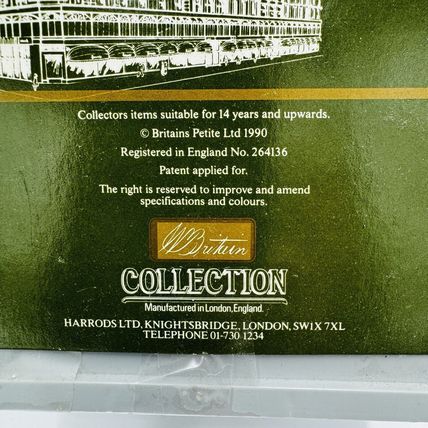 Collectors items suitable for 14 years and upwards.
© Britains Petite Ltd 1990
Registered in England No. 264136
Patent applied for.
The right is reserved to improve and amend
specifications and colours.
W Britain
COLLECTION
Manufactured in London, England.
HARRODS LTD, KNIGHTSBRIDGE, LONDON, SW1X 7XL
TELEPHONE 01-730 1234